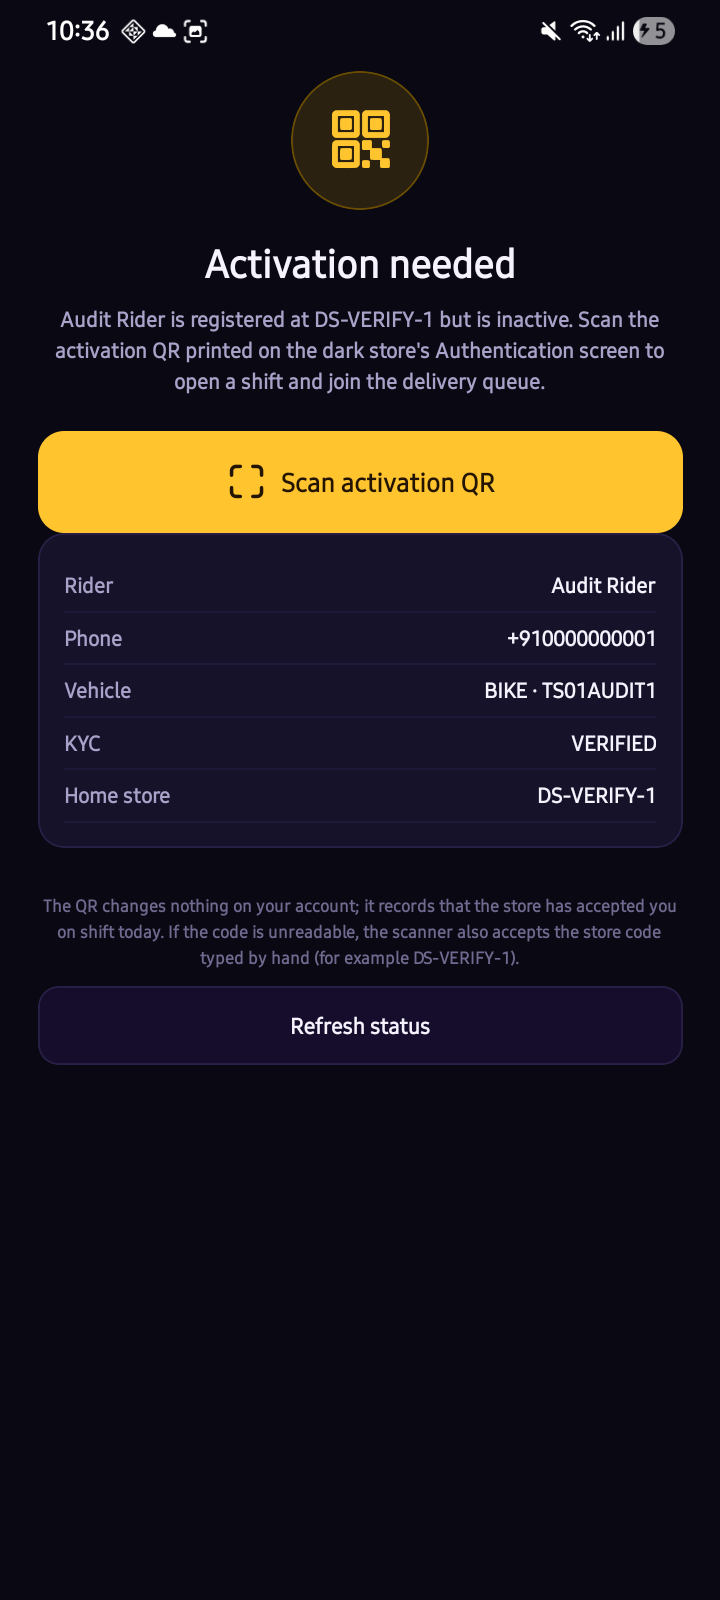 10:36
5
Activation needed
Audit Rider is registered at DS-VERIFY-1 but is inactive. Scan the
activation QR printed on the dark store's Authentication screen to
open a shift and join the delivery queue.
Scan activation QR
Rider Audit Rider
Phone +910000000001
Vehicle BIKE · TS01AUDIT1
KYC VERIFIED
Home store DS-VERIFY-1
The QR changes nothing on your account; it records that the store has accepted you
on shift today. If the code is unreadable, the scanner also accepts the store code
typed by hand (for example DS-VERIFY-1).
Refresh status